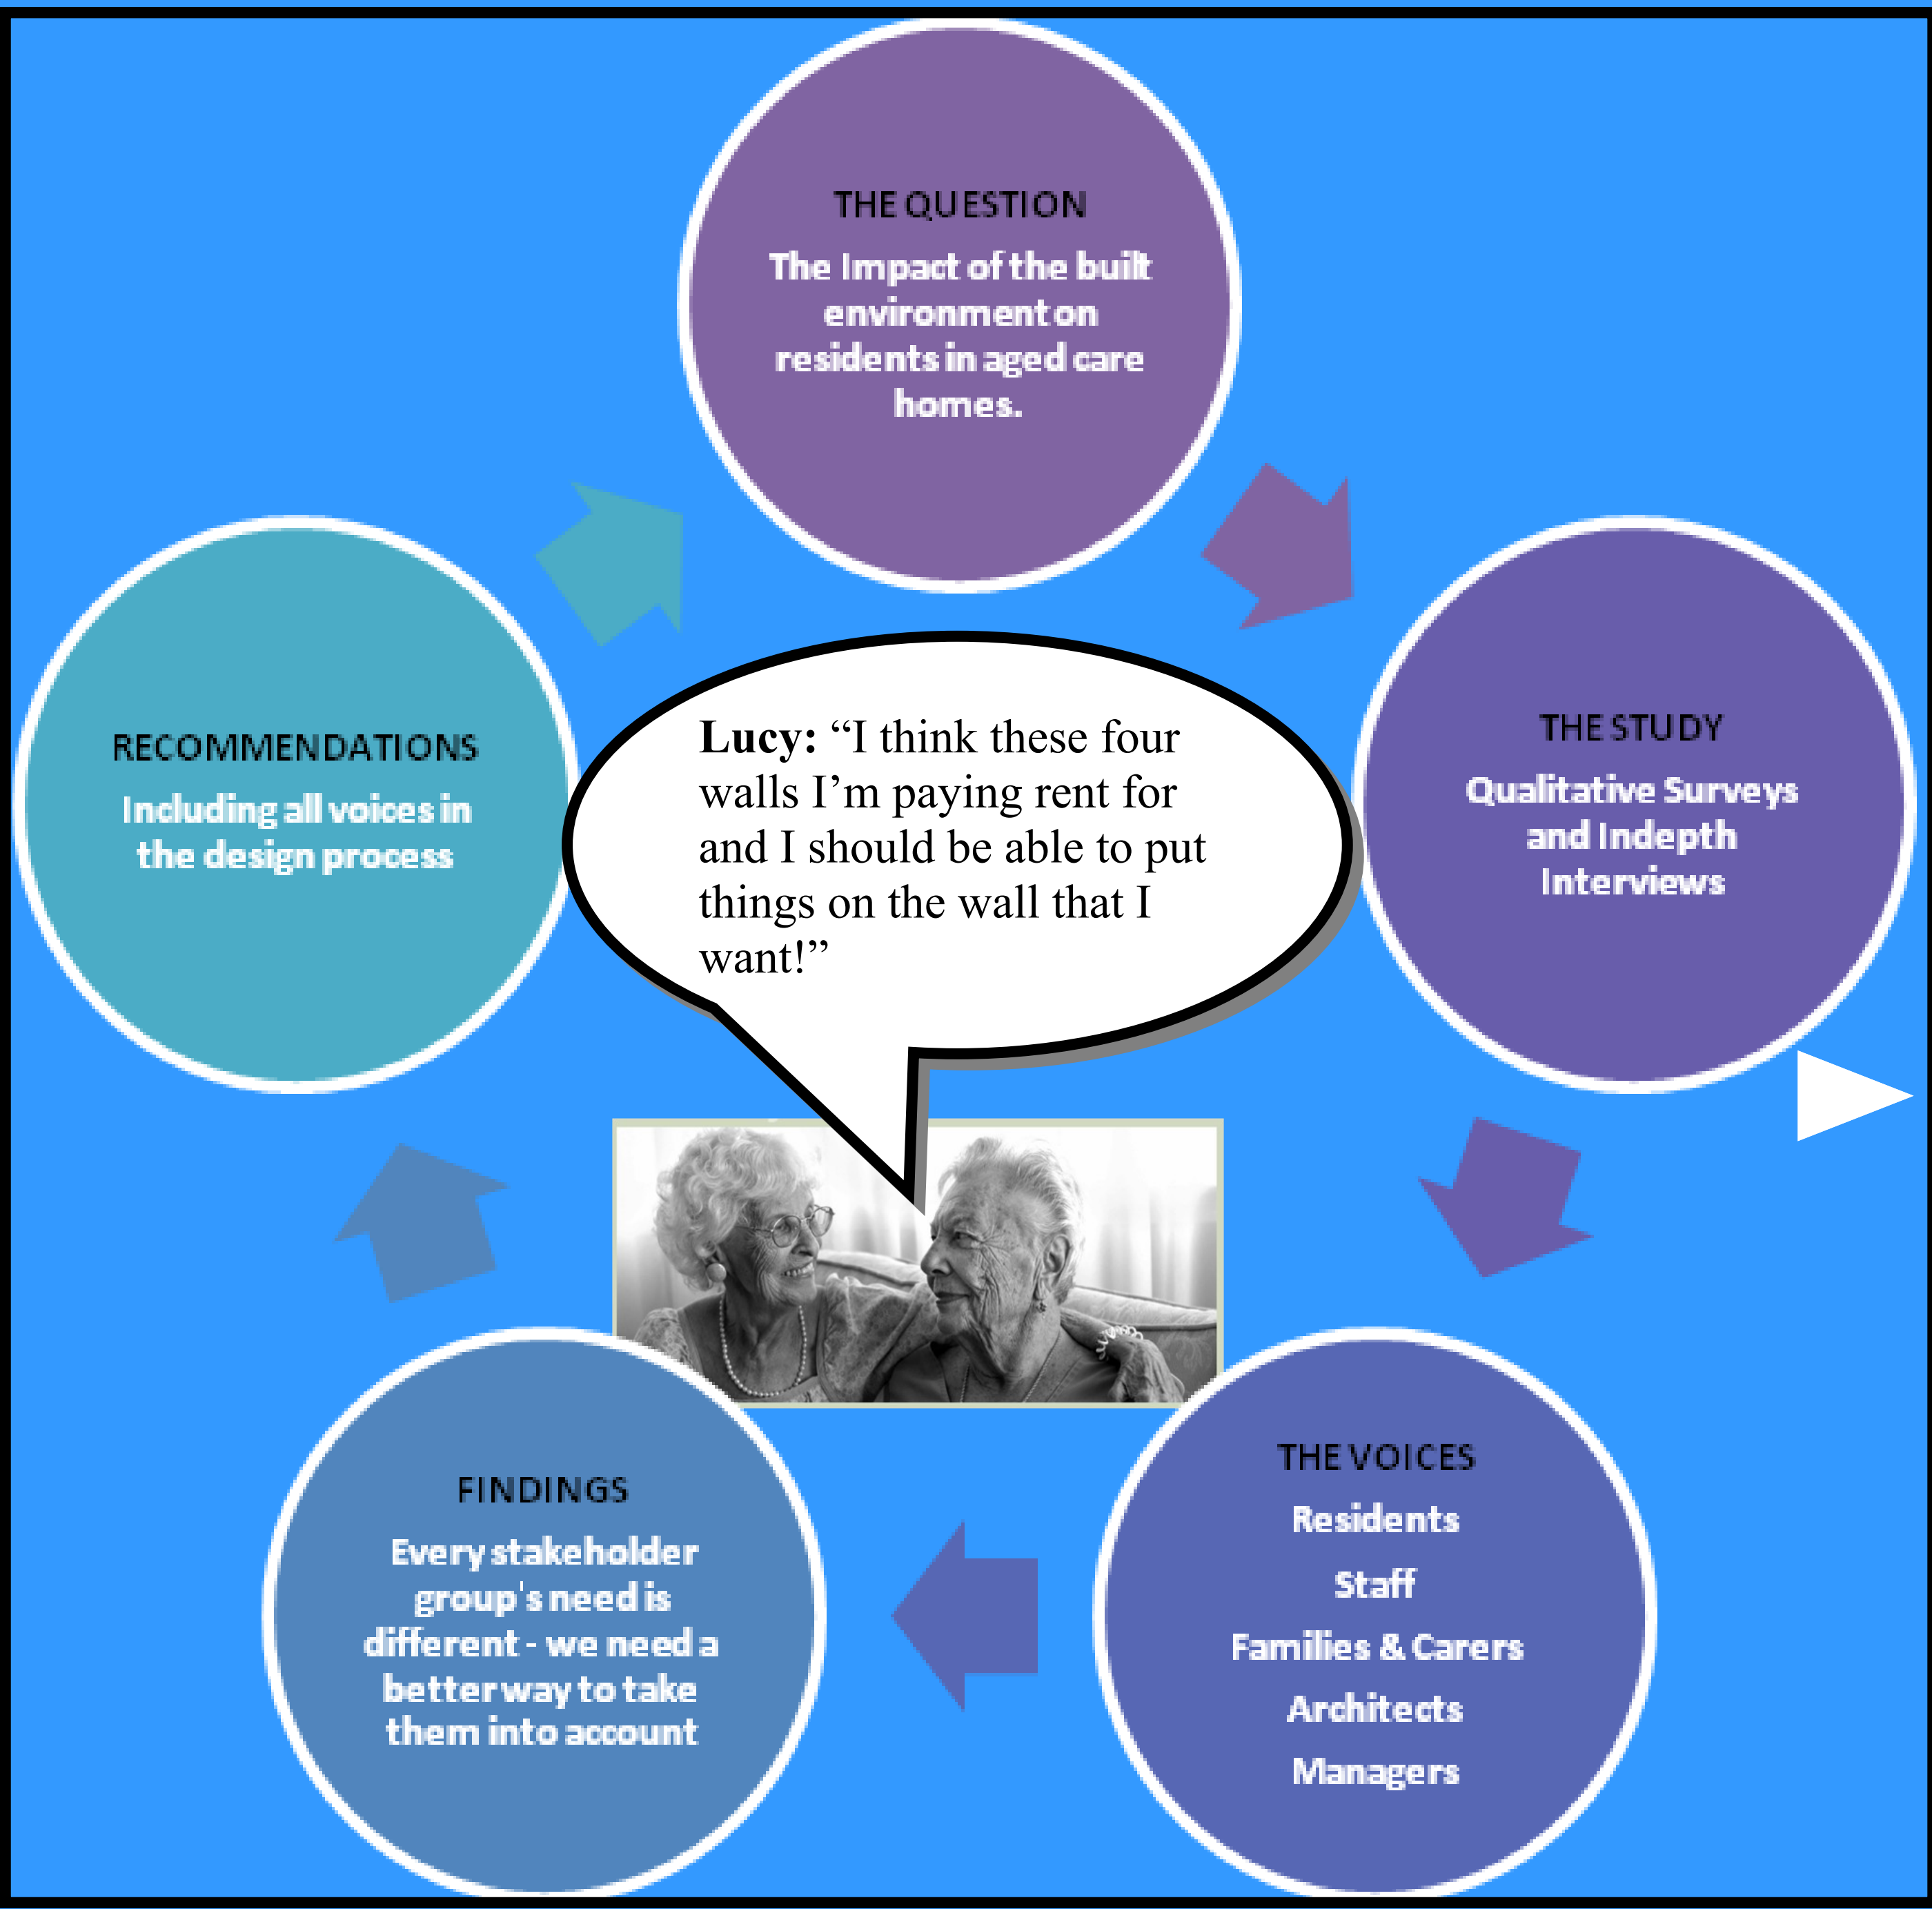 THE QUESTION
The Impact of the built
environment on
residents in aged care
homes.
THE STUDY
Qualitative Surveys
and Indepth
Interviews
THE VOICES
Residents
Staff
Families & Carers
Architects
Managers
FINDINGS
Every stakeholder
group's need is
different - we need a
better way to take
them into account
RECOMMENDATIONS
Including all voices in
the design process
Lucy: “I think these four
walls I’m paying rent for
and I should be able to put
things on the wall that I
want!”